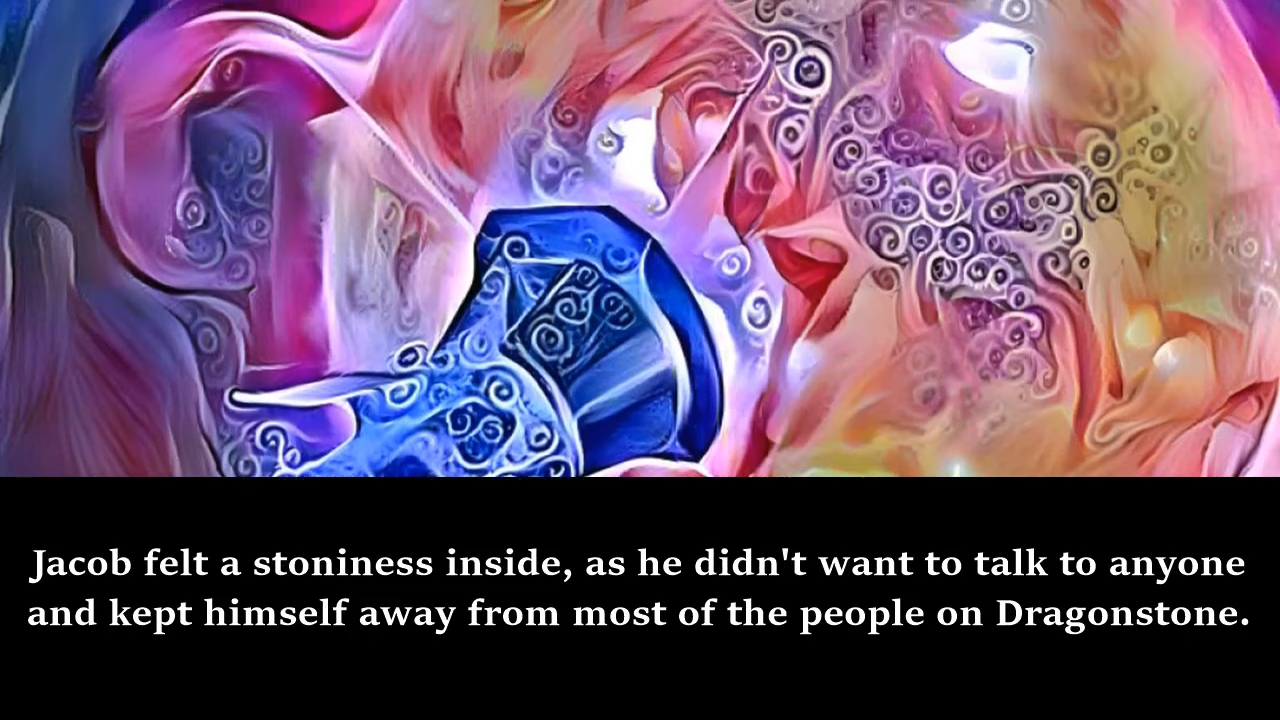 Jacob felt a stoniness inside, as he didn't want to talk to anyone
and kept himself away from most of the people on Dragonstone.